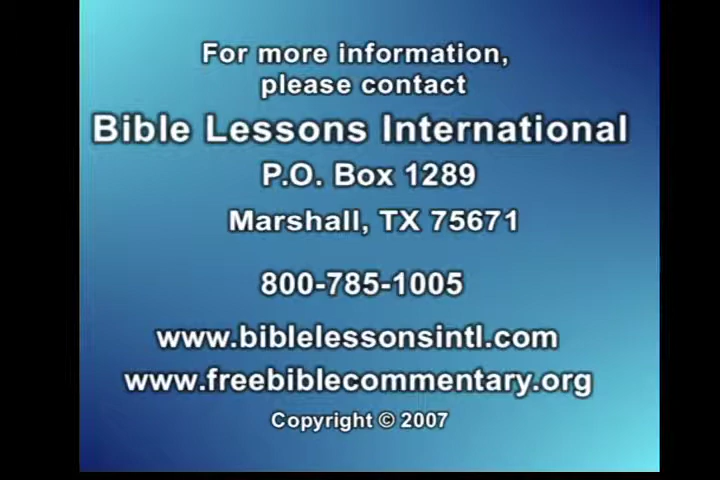 For more information,
please contact
Bible Lessons International
P.O. Box 1289
Marshall, TX 75671
800-785-1005
www.biblelessonsintl.com
www.freebiblecommentary.org
Copyright © 2007